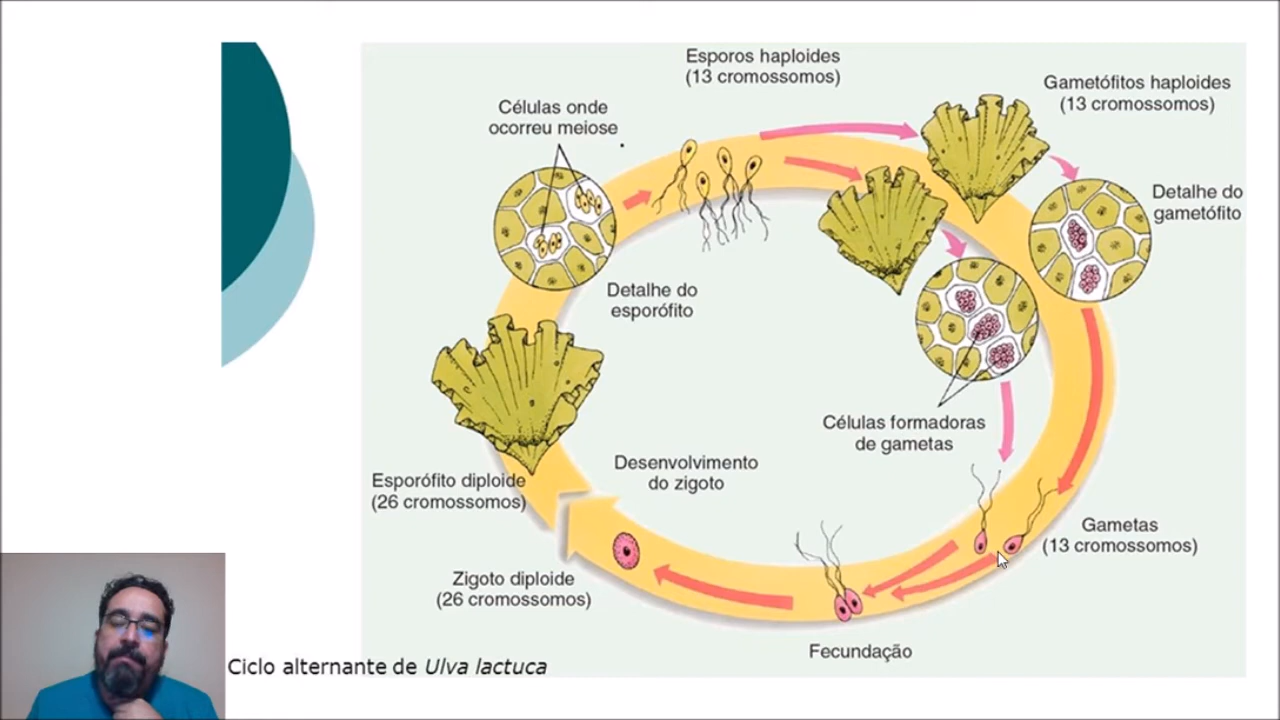 Esporos haploides
(13 cromossomos)
Gametófitos haploides
(13 cromossomos)
Células onde
ocorreu meiose
Detalhe do
gametófito
Detalhe do
esporófito
Células formadoras
de gametas
Desenvolvimento
do zigoto
Esporófito diploide
(26 cromossomos)
Gametas
(13 cromossomos)
Zigoto diploide
(26 cromossomos)
Fecundação
Ciclo alternante de Ulva lactuca